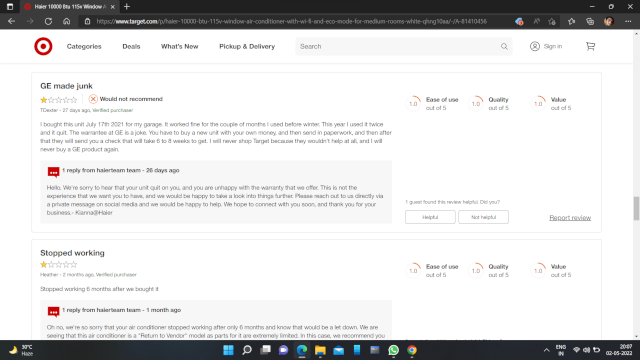 Haier 10000 Btu 115v Window A
https://www.target.com/p/haier-10000-btu-115v-window-air-conditioner-with-wi-fi-and-eco-mode-for-medium-rooms-white-qhng10aa/-/A-81410456
Categories Deals What's New Pickup & Delivery Search Sign in
GE made junk
Would not recommend
TDexter - 27 days ago, Verified purchaser
I bought this unit July 17th 2021 for my garage. It worked fine for the couple of months I used before winter. This year I used it twice
and it quit. The warrantee at GE is a joke. You have to buy a new unit with your own money, and then send in paperwork, and then after
that they will send you a check that will take 6 to 8 weeks to get. I will never shop Target because they wouldn't help at all, and I will
never buy a GE product again.
1.0 Ease of use out of 5
1.0 Quality out of 5
1.0 Value out of 5
1 reply from haierteam team - 26 days ago
Hello. We're sorry to hear that your unit quit on you, and you are unhappy with the warranty that we offer. This is not the
experience that we want you to have, and we would be happy to take a look into things further. Please reach out to us directly via
a private message on social media and we would be happy to help. We hope to connect with you soon, and thank you for your
business.- Kianna@Haier
1 guest found this review helpful. Did you?
Helpful Not helpful Report review
Stopped working
Heather - 2 months ago, Verified purchaser
Stopped working 6 months after we bought it
1.0 Ease of use out of 5
1.0 Quality out of 5
1.0 Value out of 5
1 reply from haierteam team - 1 month ago
Oh no, we're so sorry that your air conditioner stopped working after only 6 months and know that would be a let down. We are
seeing that this air conditioner is a "Return to Vendor" model as parts for it are extremely limited. In this case, we recommend you
30°C
Haze
ENG
IN
20:07
02-05-2022